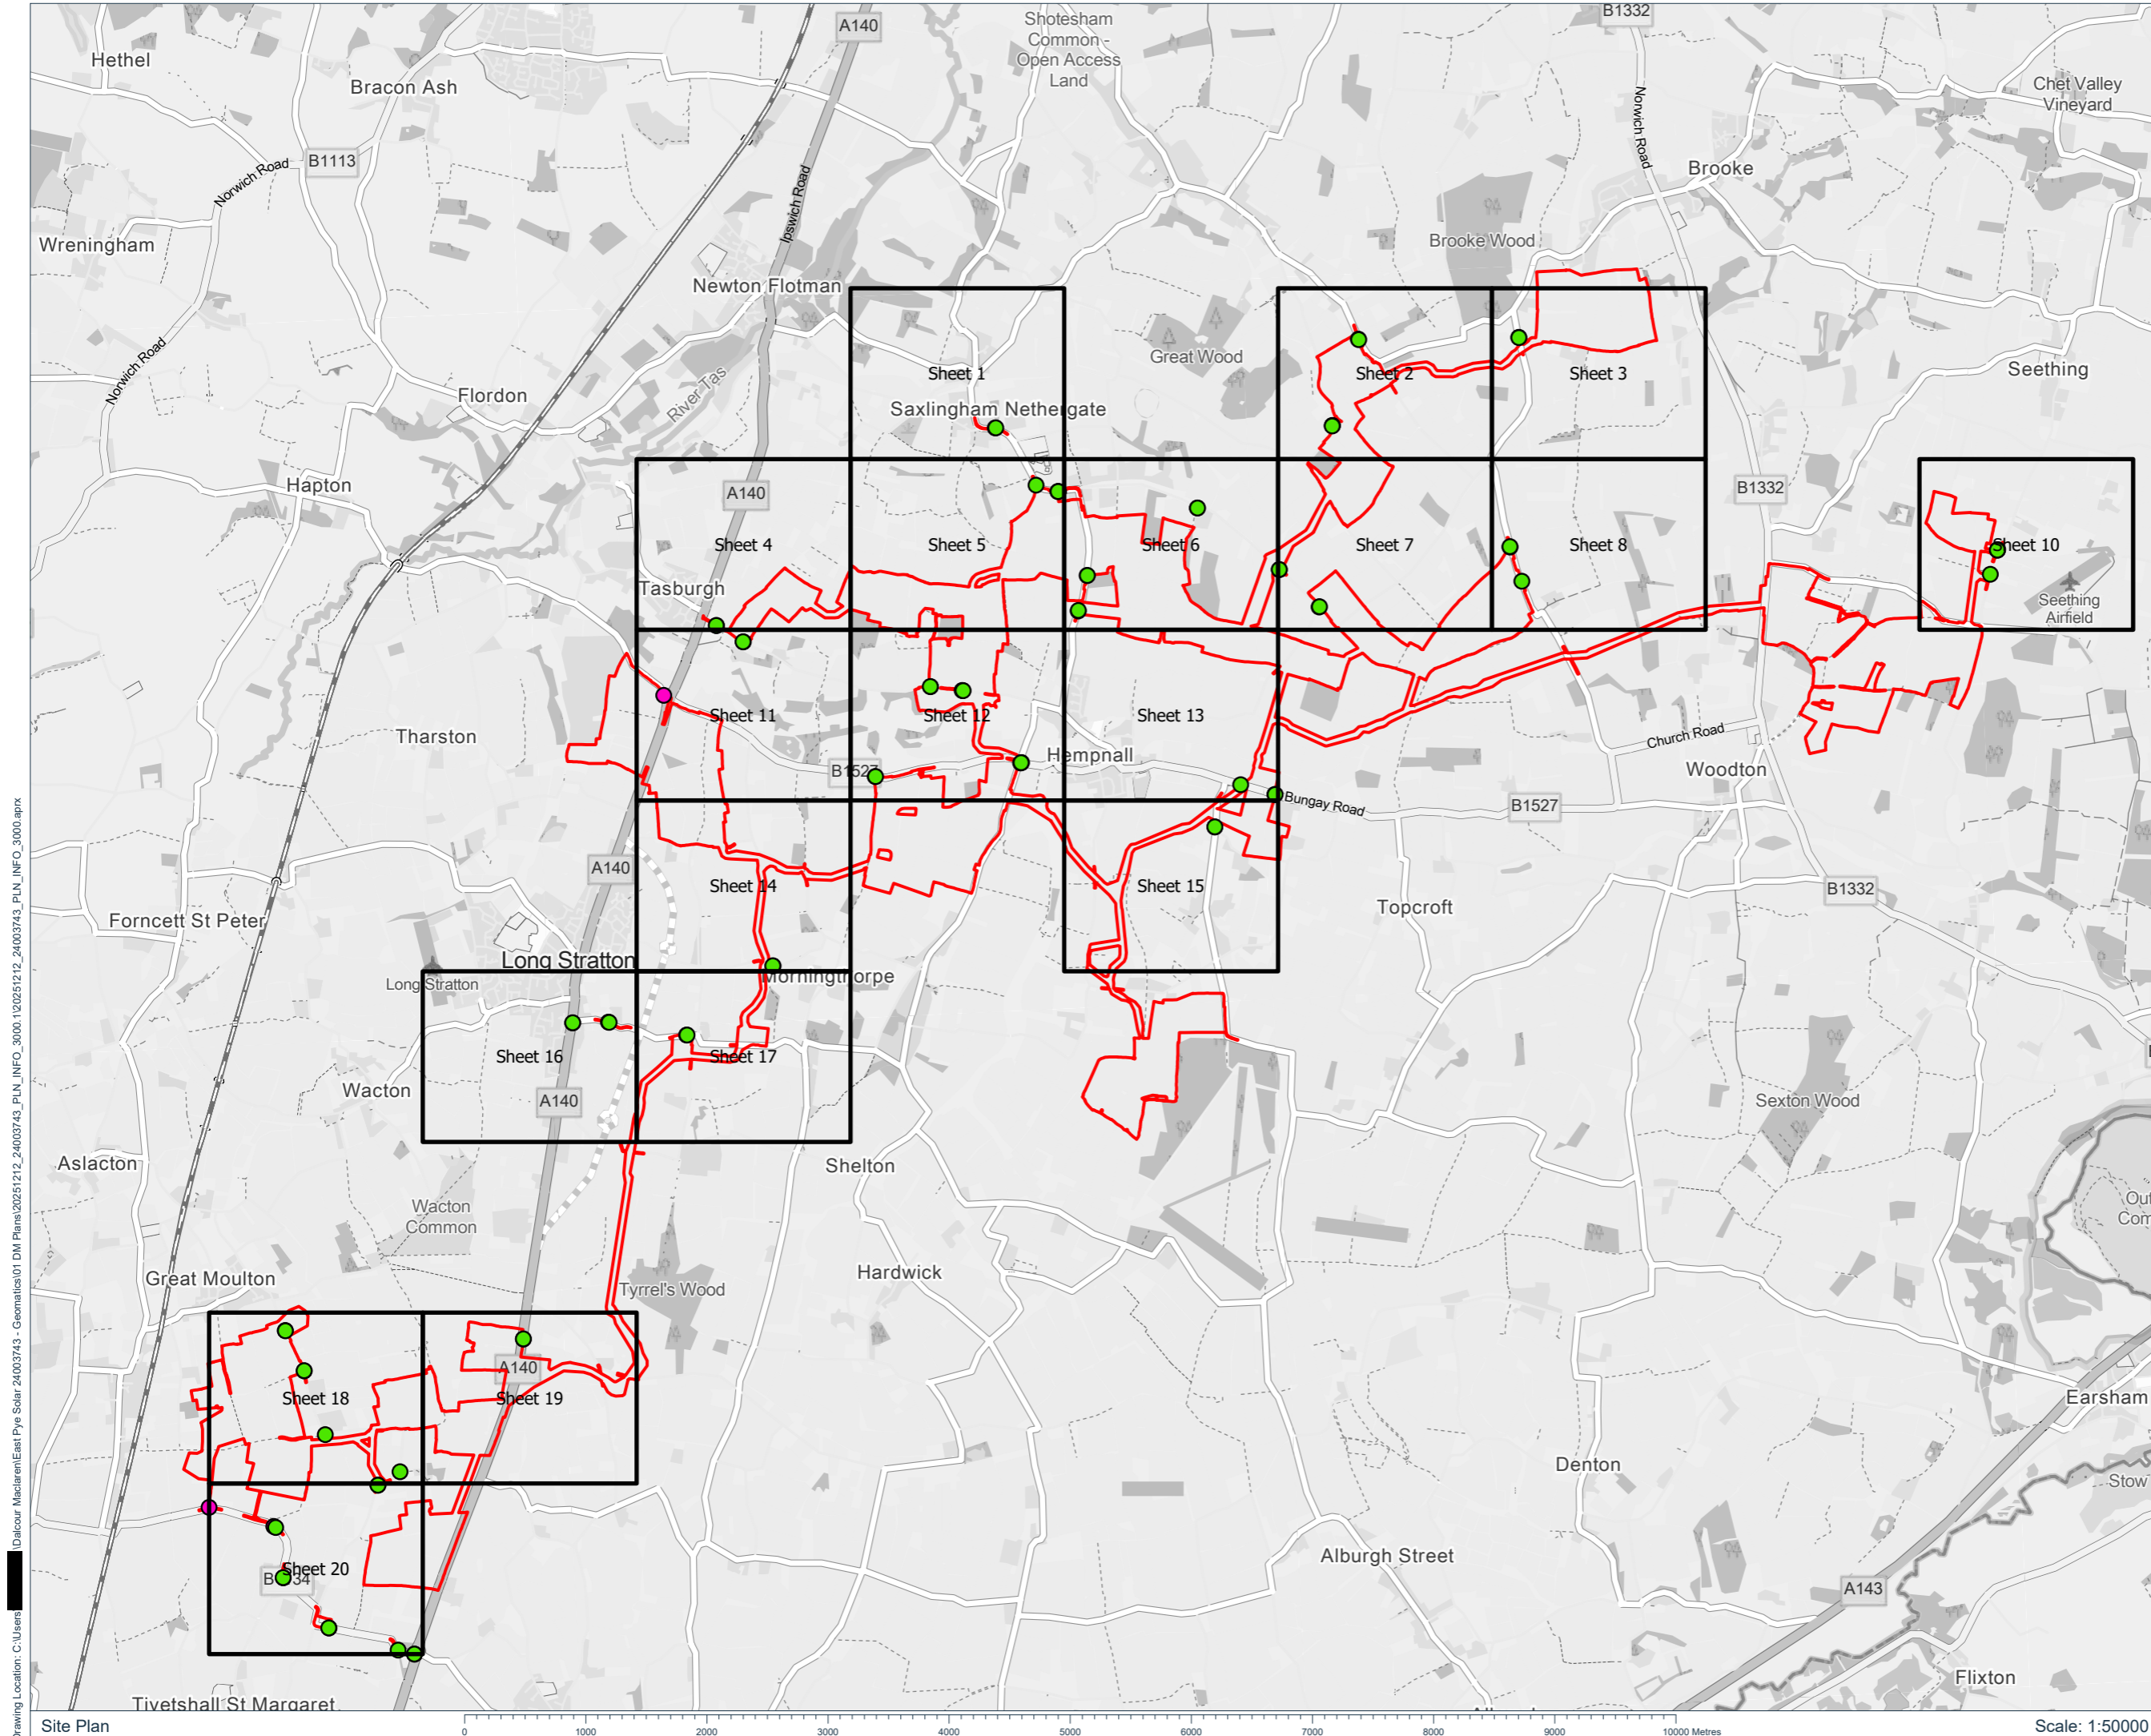 B1332
A140
Shotesham
Common -
Open Access
Land
Hethel
Bracon Ash
Chet Valley
Vineyard
Norwich Road
B1113
Norwich Road
Brooke
Ipswich Road
Wreningham
Brooke Wood
Newton Flotman
Norwich Road
Great Wood
Sheet 1
Sheet 2
Sheet 3
Seething
River Tas
Flordon
Saxlingham Nethergate
Hapton
A140
B1332
Sheet 4
Sheet 5
Sheet 6
Sheet 7
Sheet 8
Sheet 10
Tasburgh
Seething
Airfield
Sheet 11
Sheet 12
Sheet 13
Tharston
Church Road
Hempnall
B1527
Woodton
Bungay Road
B1527
A140
Sheet 14
Sheet 15
B1332
Topcroft
Forncett St Peter
Long Stratton
Morningthorpe
Long Stratton
Sheet 16
Sheet 17
Wacton
A140
Sexton Wood
Aslacton
Shelton
Wacton
Common
Great Moulton
Hardwick
Tyrrel's Wood
A140
Sheet 18
Sheet 19
Earsham
Denton
Stow
Alburgh Street
Sheet 20
A143
Flixton
Tivetshall St Margaret
Site Plan
0 1000 2000 3000 4000 5000 6000 7000 8000 9000 10000 Metres
Scale: 1:50000